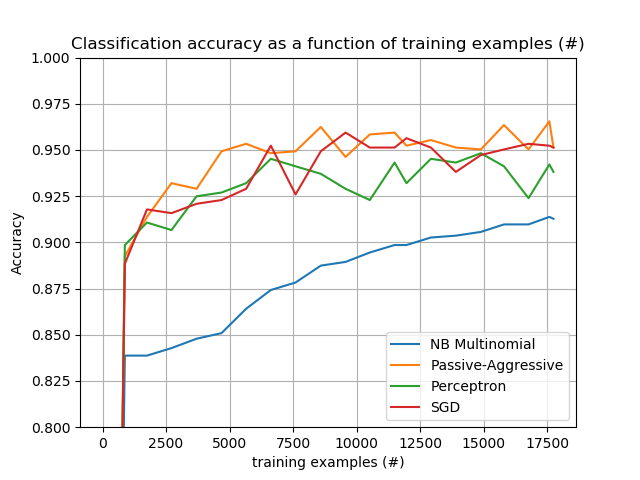 Classification accuracy as a function of training examples (#)
1.000
0.975
0.950
0.925
0.900
0.875
0.850
0.825
0.800
Accuracy
NB Multinomial
Passive-Aggressive
Perceptron
SGD
0 2500 5000 7500 10000 12500 15000 17500
training examples (#)